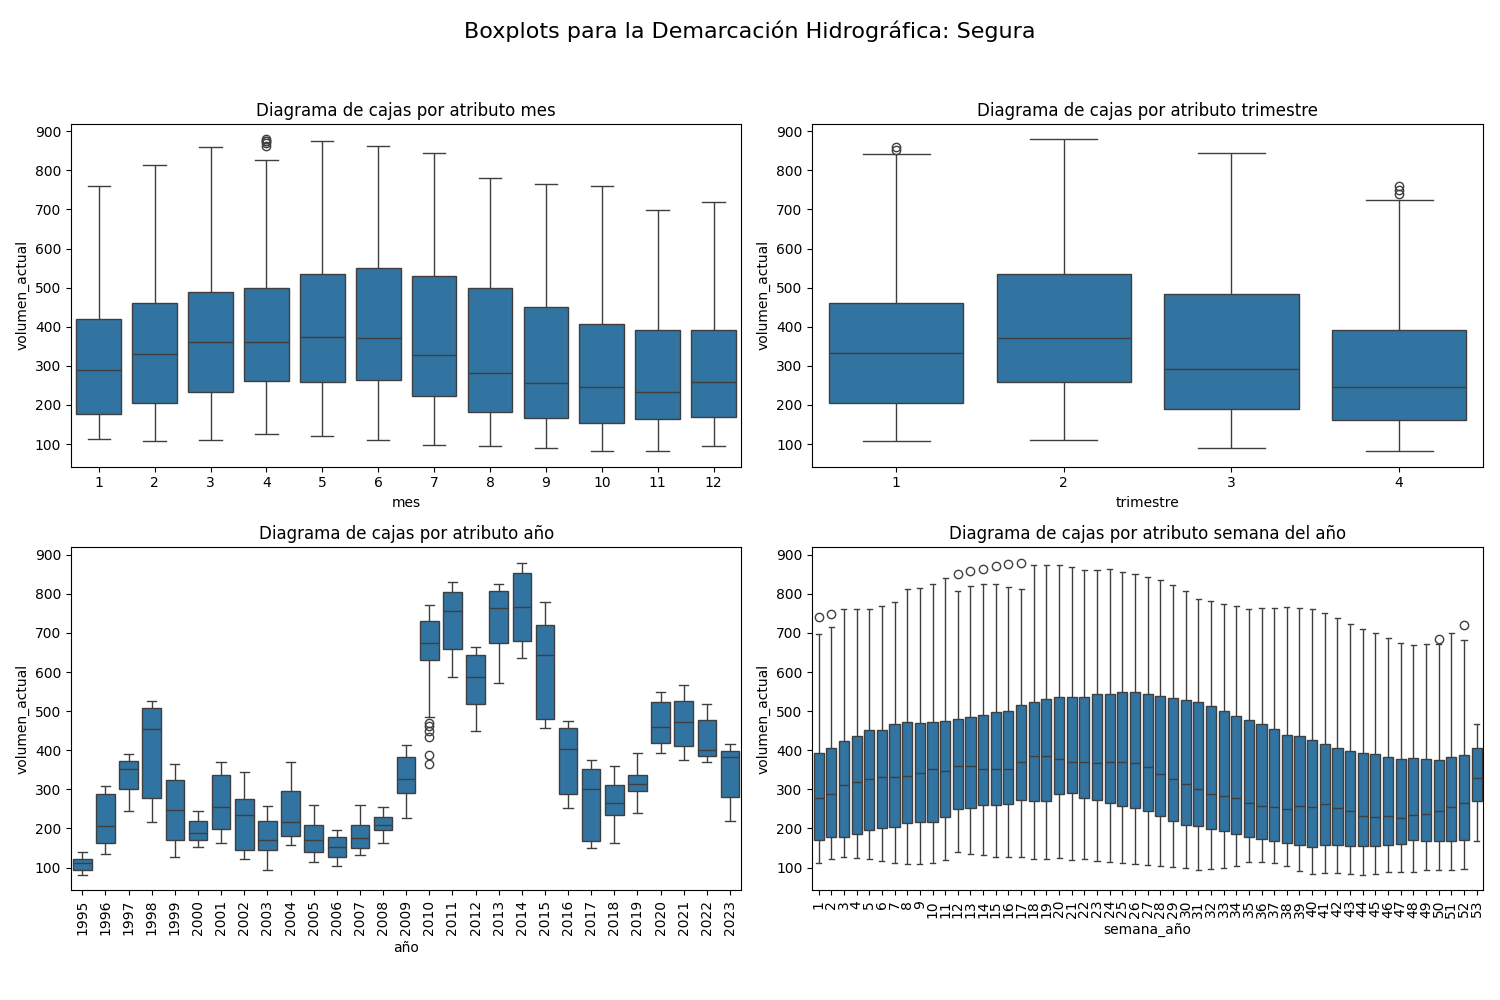 Boxplots para la Demarcación Hidrográfica: Segura
Diagrama de cajas por atributo mes
volumen_actual
900
800
700
600
500
400
300
200
100
1 2 3 4 5 6 7 8 9 10 11 12
mes
Diagrama de cajas por atributo trimestre
volumen_actual
900
800
700
600
500
400
300
200
100
1 2 3 4
trimestre
Diagrama de cajas por atributo año
volumen_actual
900
800
700
600
500
400
300
200
100
1995 1996 1997 1998 1999 2000 2001 2002 2003 2004 2005 2006 2007 2008 2009 2010 2011 2012 2013 2014 2015 2016 2017 2018 2019 2020 2021 2022 2023
año
Diagrama de cajas por atributo semana del año
volumen_actual
900
800
700
600
500
400
300
200
100
1 2 3 4 5 6 7 8 9 10 11 12 13 14 15 16 17 18 19 20 21 22 23 24 25 26 27 28 29 30 31 32 33 34 35 36 37 38 39 40 41 42 43 44 45 46 47 48 49 50 51 52 53
semana_año